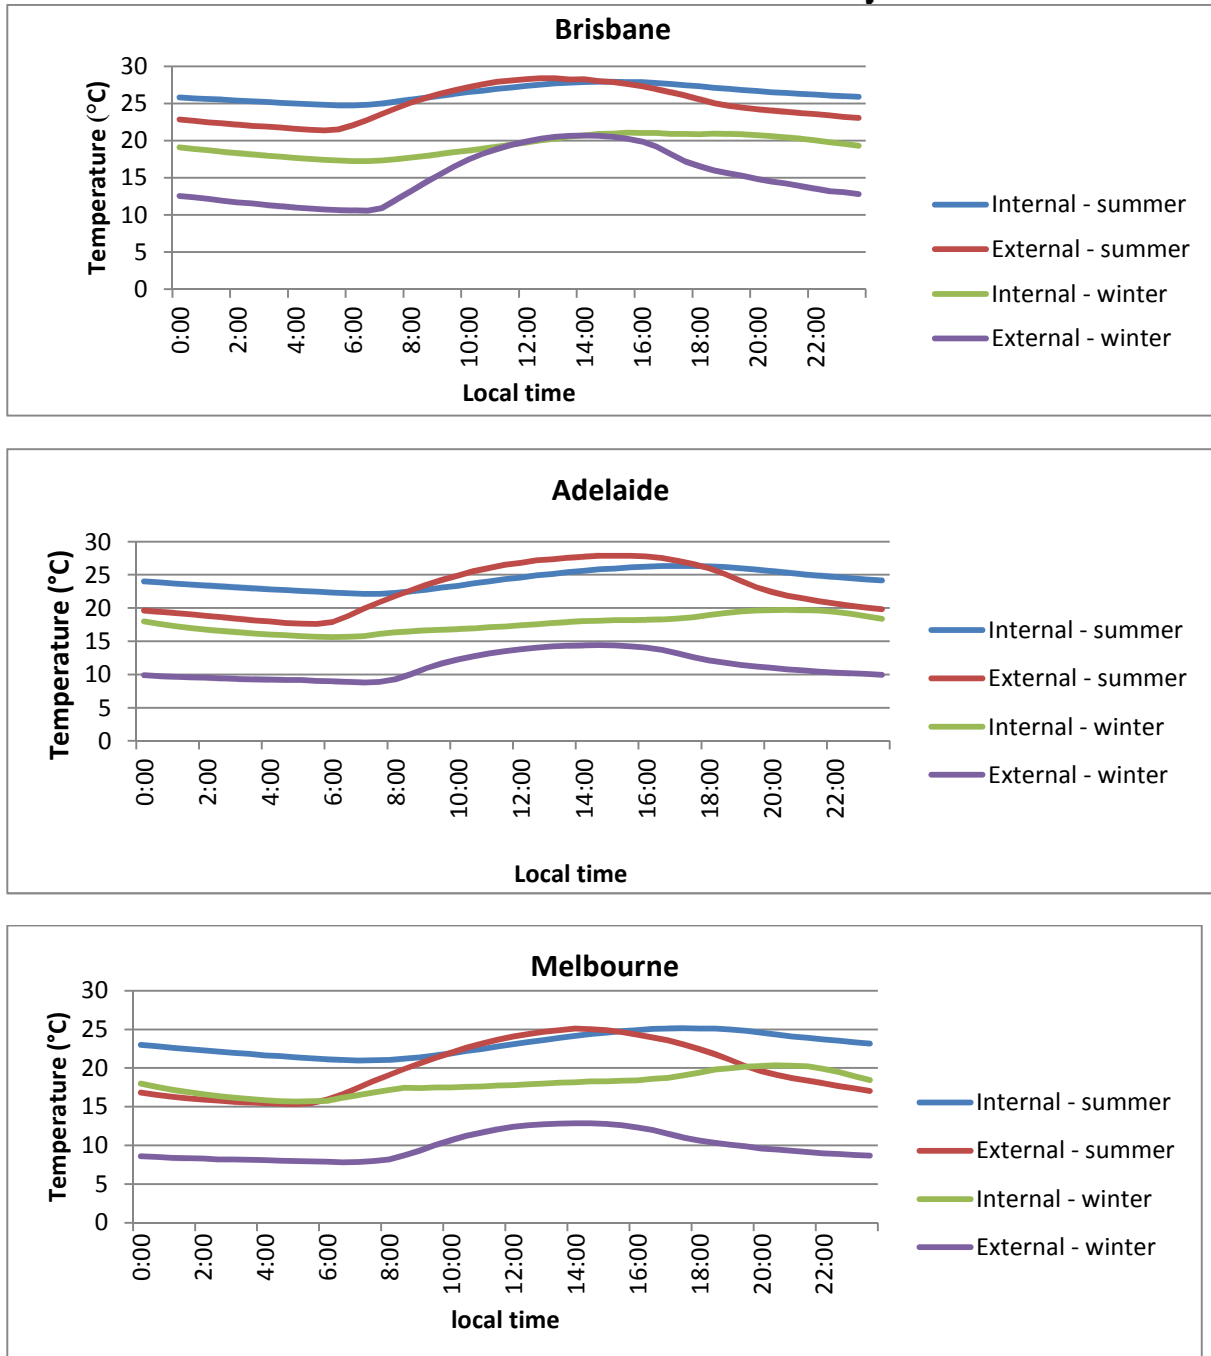 Brisbane
30
25
20
15
10
5
0
Temperature (°C)
0:00 2:00 4:00 6:00 8:00 10:00 12:00 14:00 16:00 18:00 20:00 22:00
Local time
Internal - summer
External - summer
Internal - winter
External - winter
Adelaide
30
25
20
15
10
5
0
Temperature (°C)
0:00 2:00 4:00 6:00 8:00 10:00 12:00 14:00 16:00 18:00 20:00 22:00
Local time
Internal - summer
External - summer
Internal - winter
External - winter
Melbourne
30
25
20
15
10
5
0
Temperature (°C)
0:00 2:00 4:00 6:00 8:00 10:00 12:00 14:00 16:00 18:00 20:00 22:00
local time
Internal - summer
External - summer
Internal - winter
External - winter